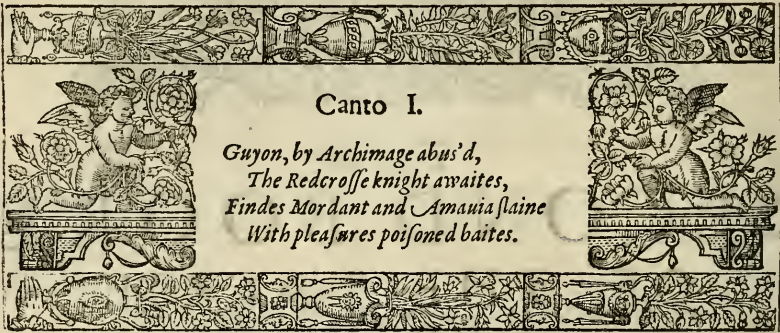 Canto I.
Guyon, by Archimage abus'd,
The Redcroſſe knight awaites,
Findes Mordant and Amauia ſlaine
With pleaſures poiſoned baites.